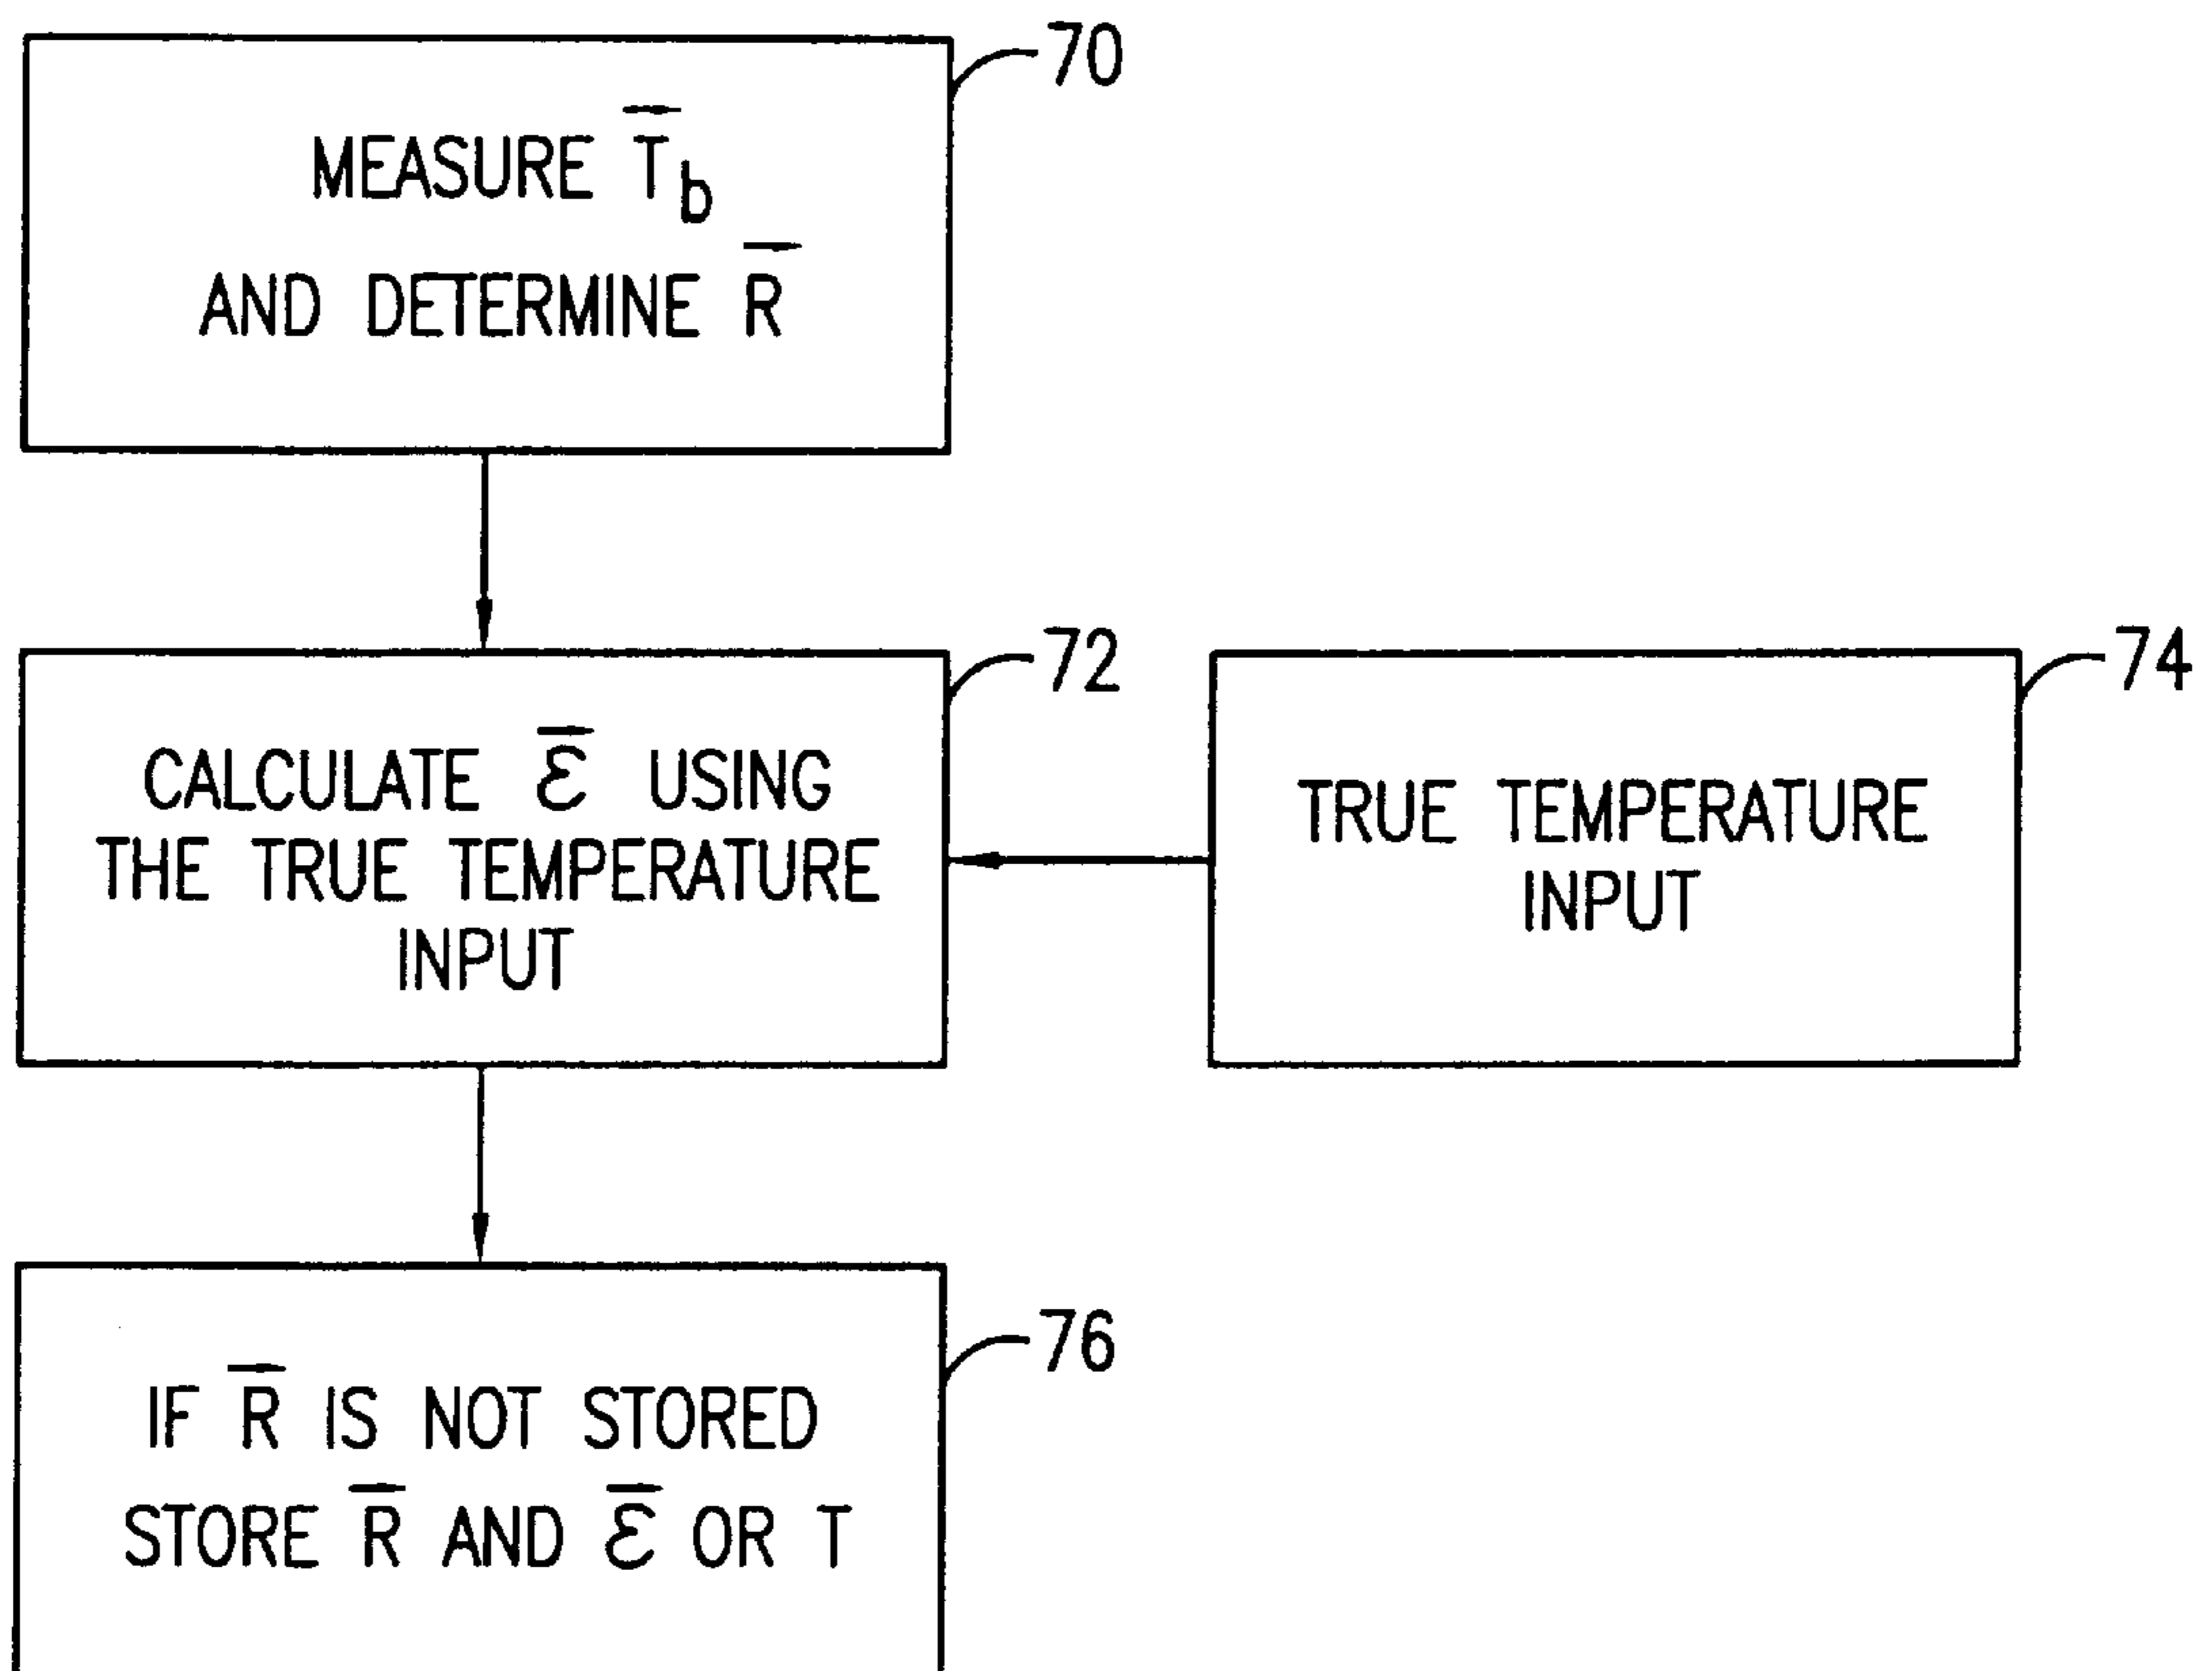 70
MEASURE T⃗b
AND DETERMINE R⃗
72
CALCULATE ε⃗ USING
THE TRUE TEMPERATURE
INPUT
74
TRUE TEMPERATURE
INPUT
76
IF R⃗ IS NOT STORED
STORE R⃗ AND ε⃗ OR T